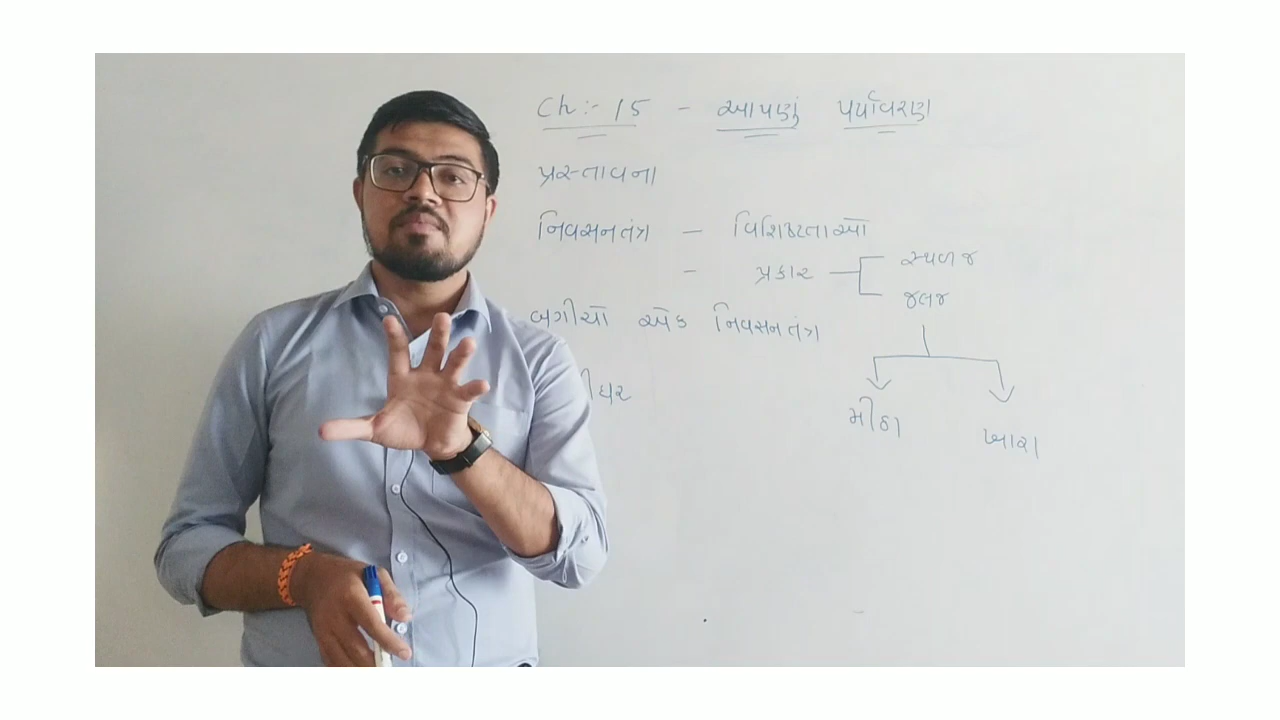 Ch:- 15 - આપણું પર્યાવરણ
પ્રસ્તાવના
નિવસનતંત્ર - વિશિષ્ટતાઓ
- પ્રકાર
સ્થળજ
જલજ
બગીચો એક નિવસનતંત્ર
મીઠા
ખારા